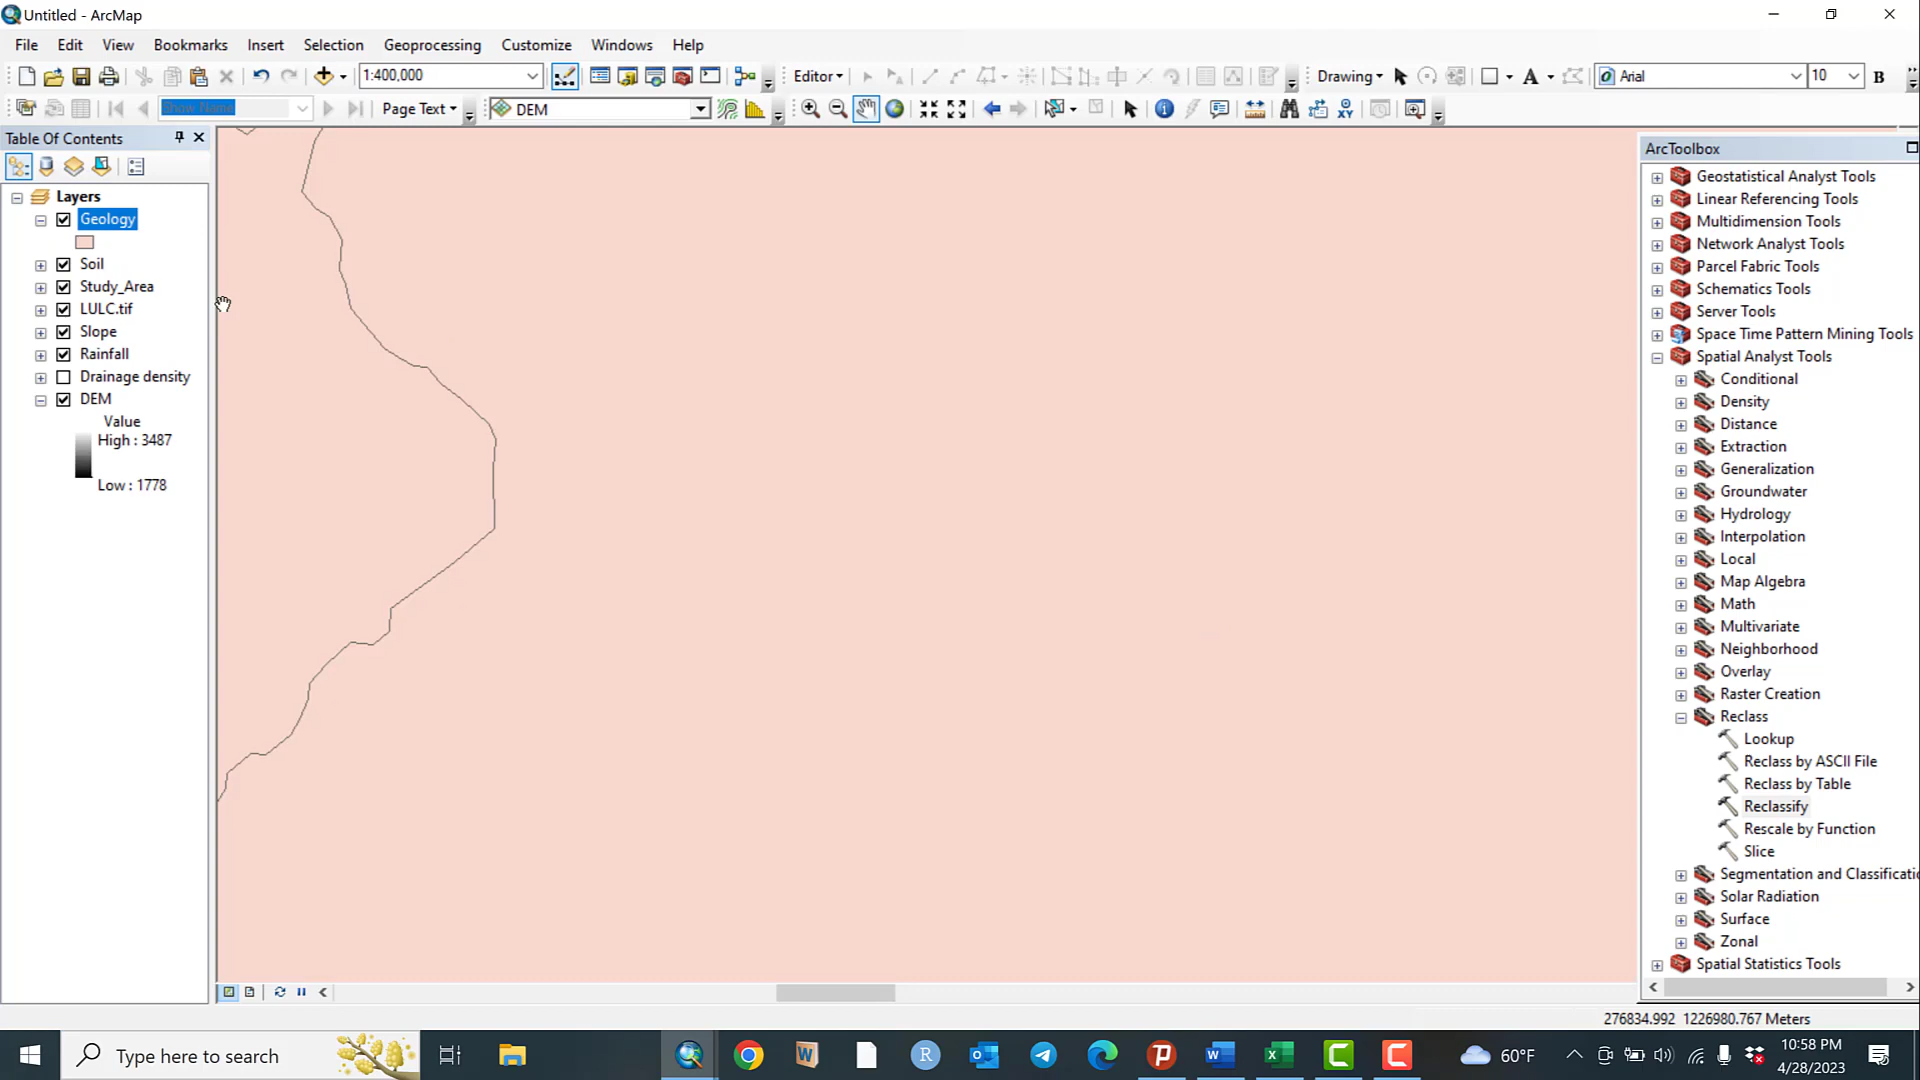 Untitled - ArcMap
File Edit View Bookmarks Insert Selection Geoprocessing Customize Windows Help
1:400,000 Editor Drawing A Arial 10 B
Show Name Page Text DEM
Table Of Contents
Layers
Geology
Soil
Study_Area
LULC.tif
Slope
Rainfall
Drainage density
DEM
Value
High : 3487
Low : 1778
ArcToolbox
Geostatistical Analyst Tools
Linear Referencing Tools
Multidimension Tools
Network Analyst Tools
Parcel Fabric Tools
Schematics Tools
Server Tools
Space Time Pattern Mining Tools
Spatial Analyst Tools
Conditional
Density
Distance
Extraction
Generalization
Groundwater
Hydrology
Interpolation
Local
Map Algebra
Math
Multivariate
Neighborhood
Overlay
Raster Creation
Reclass
Lookup
Reclass by ASCII File
Reclass by Table
Reclassify
Rescale by Function
Slice
Segmentation and Classificatio
Solar Radiation
Surface
Zonal
Spatial Statistics Tools
276834.992 1226980.767 Meters
Type here to search
60°F
10:58 PM
4/28/2023